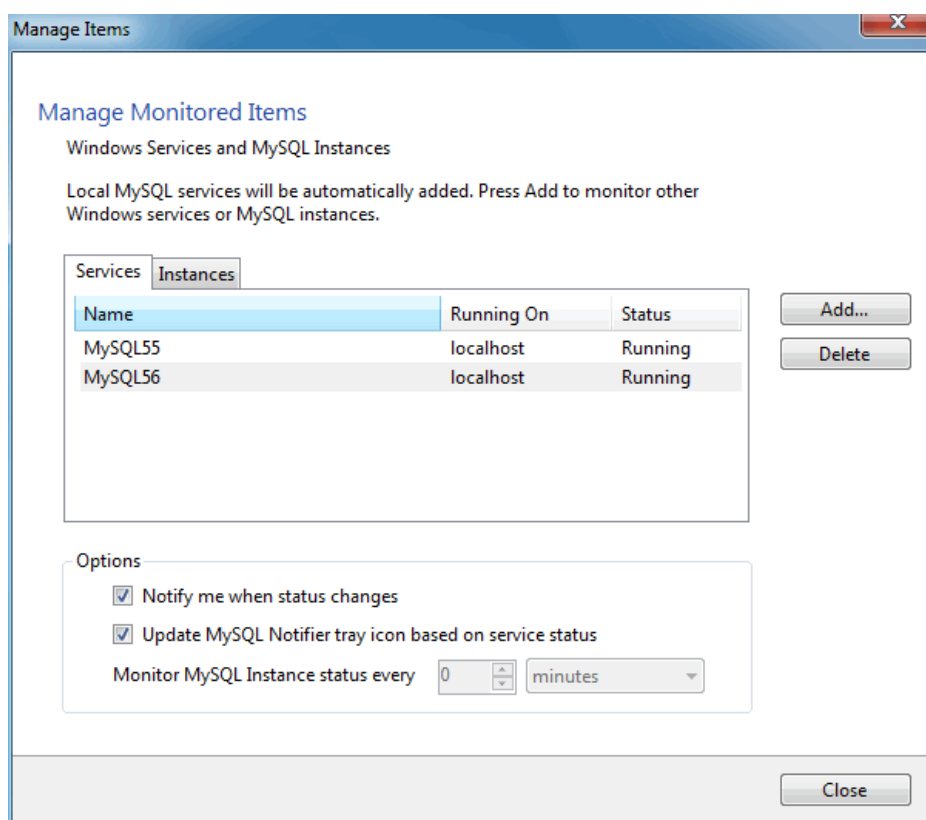 Manage Items
Manage Monitored Items
Windows Services and MySQL Instances
Local MySQL services will be automatically added. Press Add to monitor other
Windows services or MySQL instances.
Services Instances
Name Running On Status
Add...
MySQL55 localhost Running
Delete
MySQL56 localhost Running
Options
Notify me when status changes
Update MySQL Notifier tray icon based on service status
Monitor MySQL Instance status every 0 minutes
Close